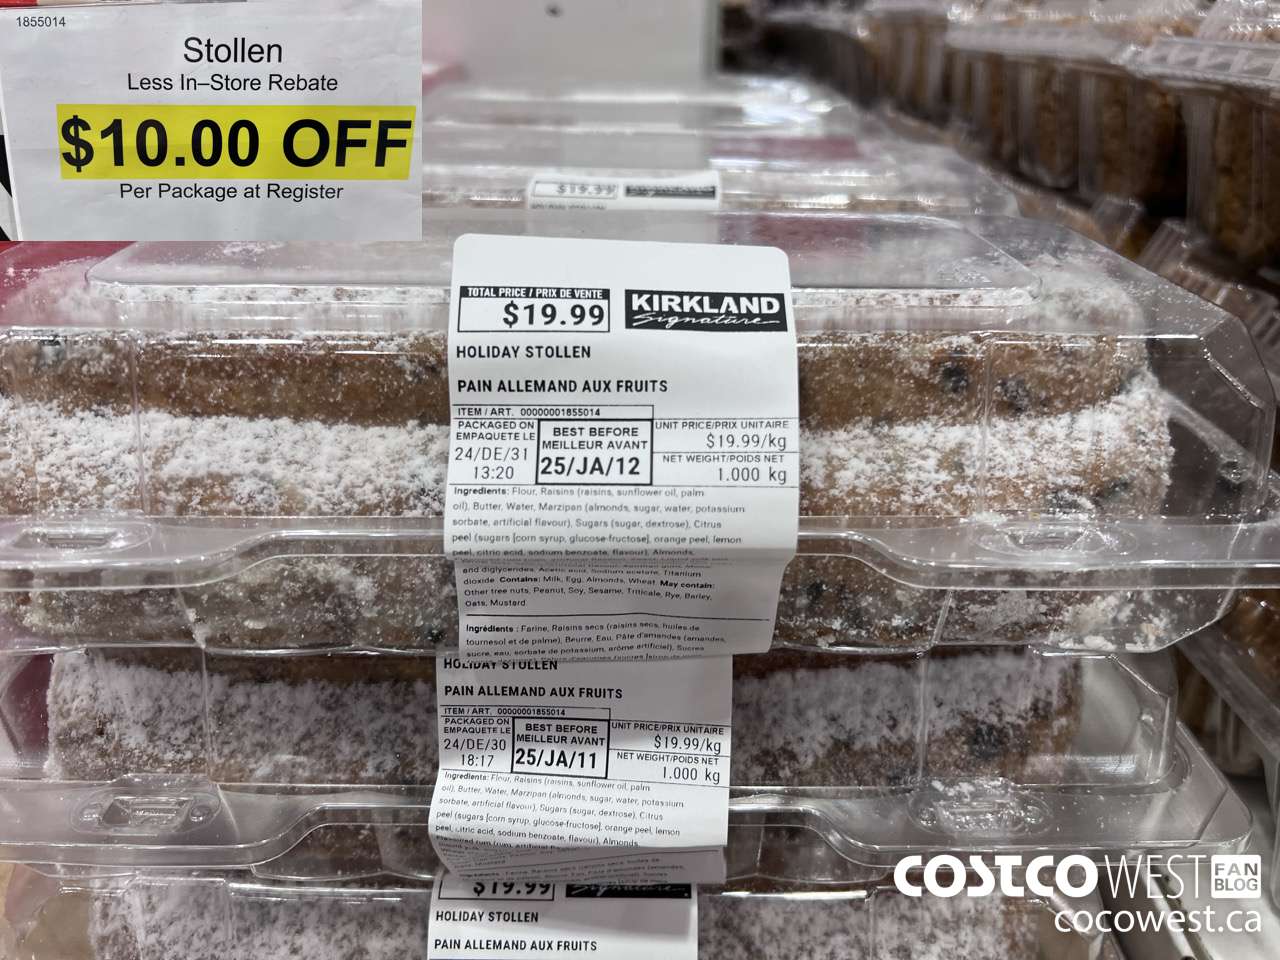 1855014
Stollen
Less In–Store Rebate
$10.00 OFF
Per Package at Register
$19.99
TOTAL PRICE / PRIX DE VENTE
$19.99
KIRKLAND
Signature
HOLIDAY STOLLEN
PAIN ALLEMAND AUX FRUITS
ITEM / ART. 00000001855014
PACKAGED ON
EMPAQUETE LE
24/DE/31
13:20
BEST BEFORE
MEILLEUR AVANT
25/JA/12
UNIT PRICE/PRIX UNITAIRE
$19.99/kg
NET WEIGHT/POIDS NET
1.000 kg
Ingredients: Flour, Raisins (raisins, sunflower oil, palm
oil), Butter, Water, Marzipan (almonds, sugar, water, potassium
sorbate, artificial flavour), Sugars (sugar, dextrose), Citrus
peel (sugars [corn syrup, glucose-fructose], orange peel, lemon
peel, citric acid, sodium benzoate, flavour), Almonds,
and diglycerides, Acetic acid, Sodium acetate, Titanium
dioxide Contains: Milk, Egg, Almonds, Wheat May contain:
Other tree nuts, Peanut, Soy, Sesame, Triticale, Rye, Barley,
Oats, Mustard
Ingrédients : Farine, Raisins secs (raisins secs, huiles de
tournesol et de palme), Beurre, Eau, Pâte d'amandes (amandes,
sucre, eau, sorbate de potassium, arôme artificiel), Sucres
HOLIDAY STOLLEN
PAIN ALLEMAND AUX FRUITS
ITEM / ART. 00000001855014
PACKAGED ON
EMPAQUETE LE
24/DE/30
18:17
BEST BEFORE
MEILLEUR AVANT
25/JA/11
UNIT PRICE/PRIX UNITAIRE
$19.99/kg
NET WEIGHT/POIDS NET
1.000 kg
Ingredients: Flour, Raisins (raisins, sunflower oil, palm
oil), Butter, Water, Marzipan (almonds, sugar, water, potassium
sorbate, artificial flavour), Sugars (sugar, dextrose), Citrus
peel (sugars [corn syrup, glucose-fructose], orange peel, lemon
peel, citric acid, sodium benzoate, flavour), Almonds,
$19.99
Signature
HOLIDAY STOLLEN
PAIN ALLEMAND AUX FRUITS
COSTCO WEST FAN BLOG
cocowest.ca